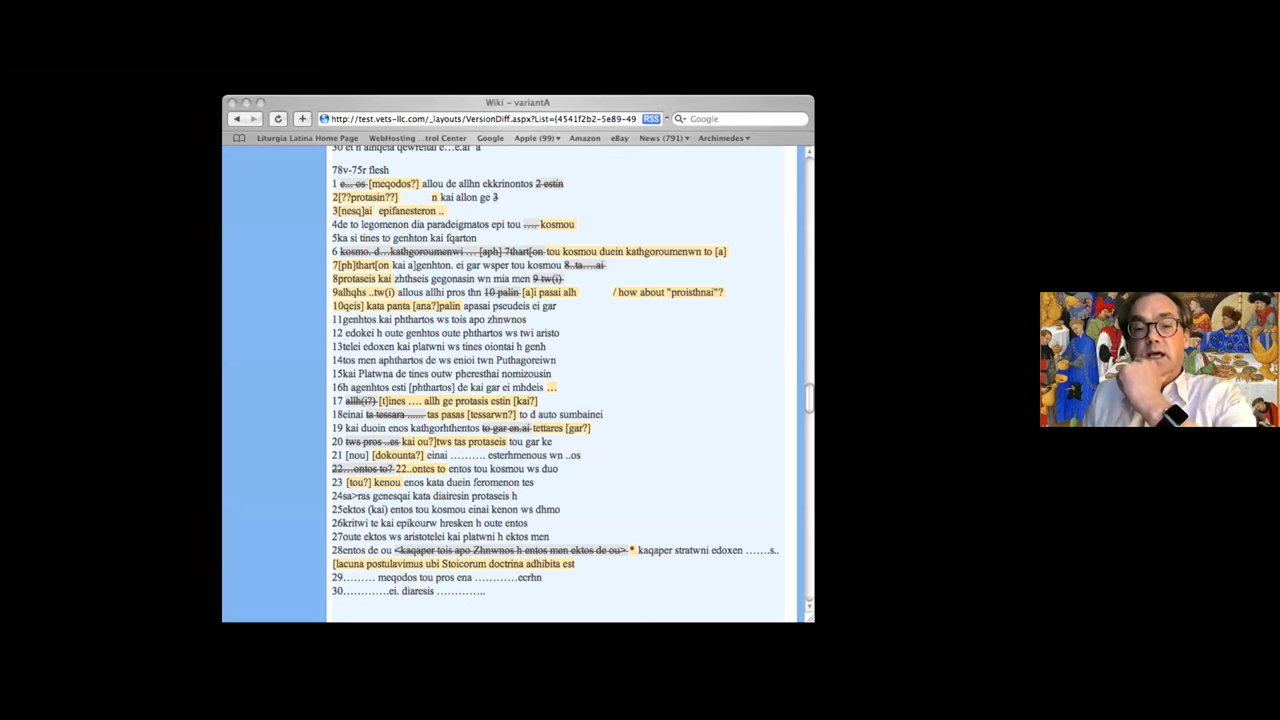 Wiki – variantA
http://test.vets-llc.com/_layouts/VersionDiff.aspx?List={4541f2b2-5e89-49 RSS Google
Liturgia Latina Home Page WebHosting ...trol Center Google Apple (99) Amazon eBay News (791) Archimedes
78v-75r flesh
1 e... os [meqodos?] allou de allhn ekkrinontos 2 estin
2[??protasin??] n kai allon ge 3
3[nesq]ai epifanesteron ..
4de to legomenon dia paradeigmatos epi tou .... kosmou
5ka si tines to genhton kai fqarton
6 kosmo. d...kathgoroumenwi ... [aph] 7thart[on tou kosmou duein kathgoroumenwn to [a]
7[ph]thart[on kai a]genhton. ei gar wsper tou kosmou 8..ta....ai
8protaseis kai zhthseis gegonasin wn mia men 9 tw(i)
9alhqhs ..tw(i) allous allhi pros thn 10 palin [a]i pasai alh / how about "proisthnai"?
10qeis] kata panta [ana?]palin apasai pseudeis ei gar
11genhtos kai phthartos ws tois apo zhnwnos
12 edokei h oute genhtos oute phthartos ws twi aristo
13telei edoxen kai platwni ws tines oiontai h genh
14tos men aphthartos de ws enioi twn Puthagoreiwn
15kai Platwna de tines outw pheresthai nomizousin
16h agenhtos esti [phthartos] de kai gar ei mhdeis ...
17 allh(i?) [t]ines .... allh ge protasis estin [kai?]
18einai ta tessara ...... tas pasas [tessarwn?] to d auto sumbainei
19 kai duoin enos kathgorhthentos to gar en.ai tettares [gar?]
20 tws pros ..es kai ou?]tws tas protaseis tou gar ke
21 [nou] [dokounta?] einai .......... esterhmenous wn ..os
22...ontos to? 22..ontes to entos tou kosmou ws duo
23 [tou?] kenou enos kata duein feromenon tes
24sa>ras genesqai kata diairesin protaseis h
25ektos (kai) entos tou kosmou einai kenon ws dhmo
26kritwi te kai epikourw hresken h oute entos
27oute ektos ws aristotelei kai platwni h ektos men
28entos de ou <kaqaper tois apo Zhnwnos h entos men ektos de ou> * kaqaper stratwni edoxen .......s..
[lacuna postulavimus ubi Stoicorum doctrina adhibita est
29......... meqodos tou pros ena ............ecrhn
30.............ei. diaresis ..............